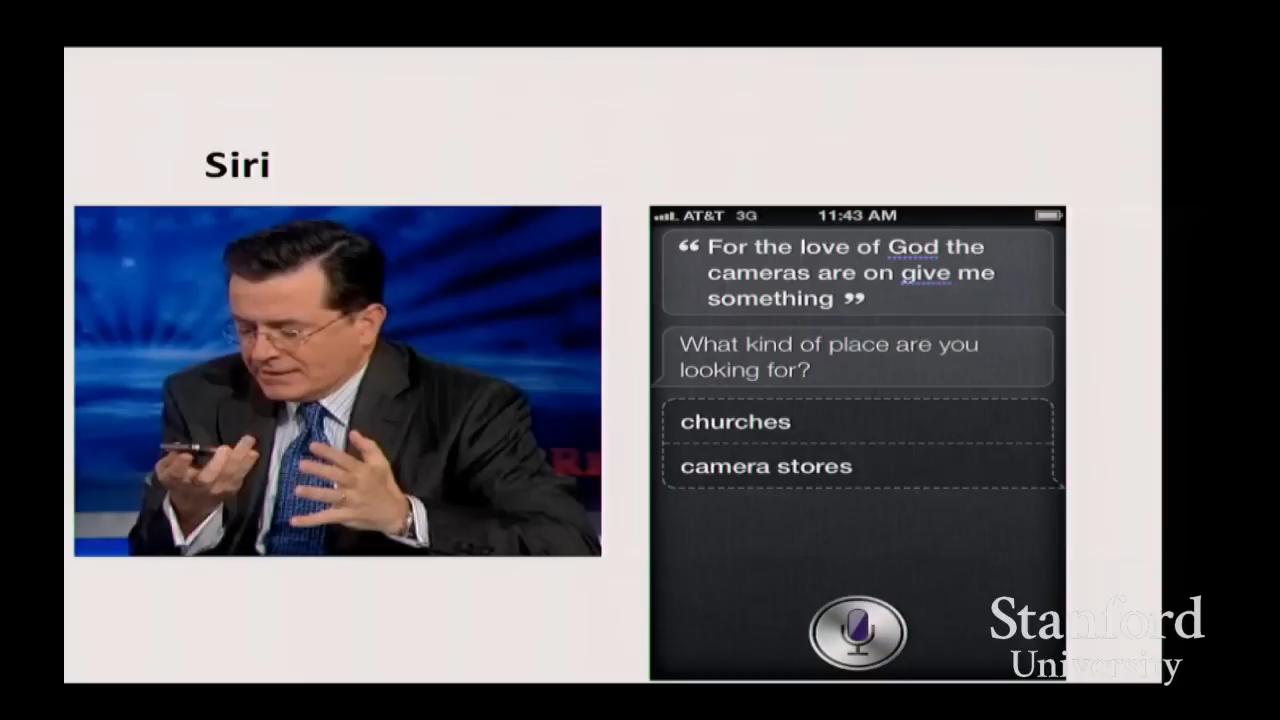 Siri
AT&T 3G 11:43 AM
“ For the love of God the
cameras are on give me
something ”
What kind of place are you
looking for?
churches
camera stores
Stanford
University